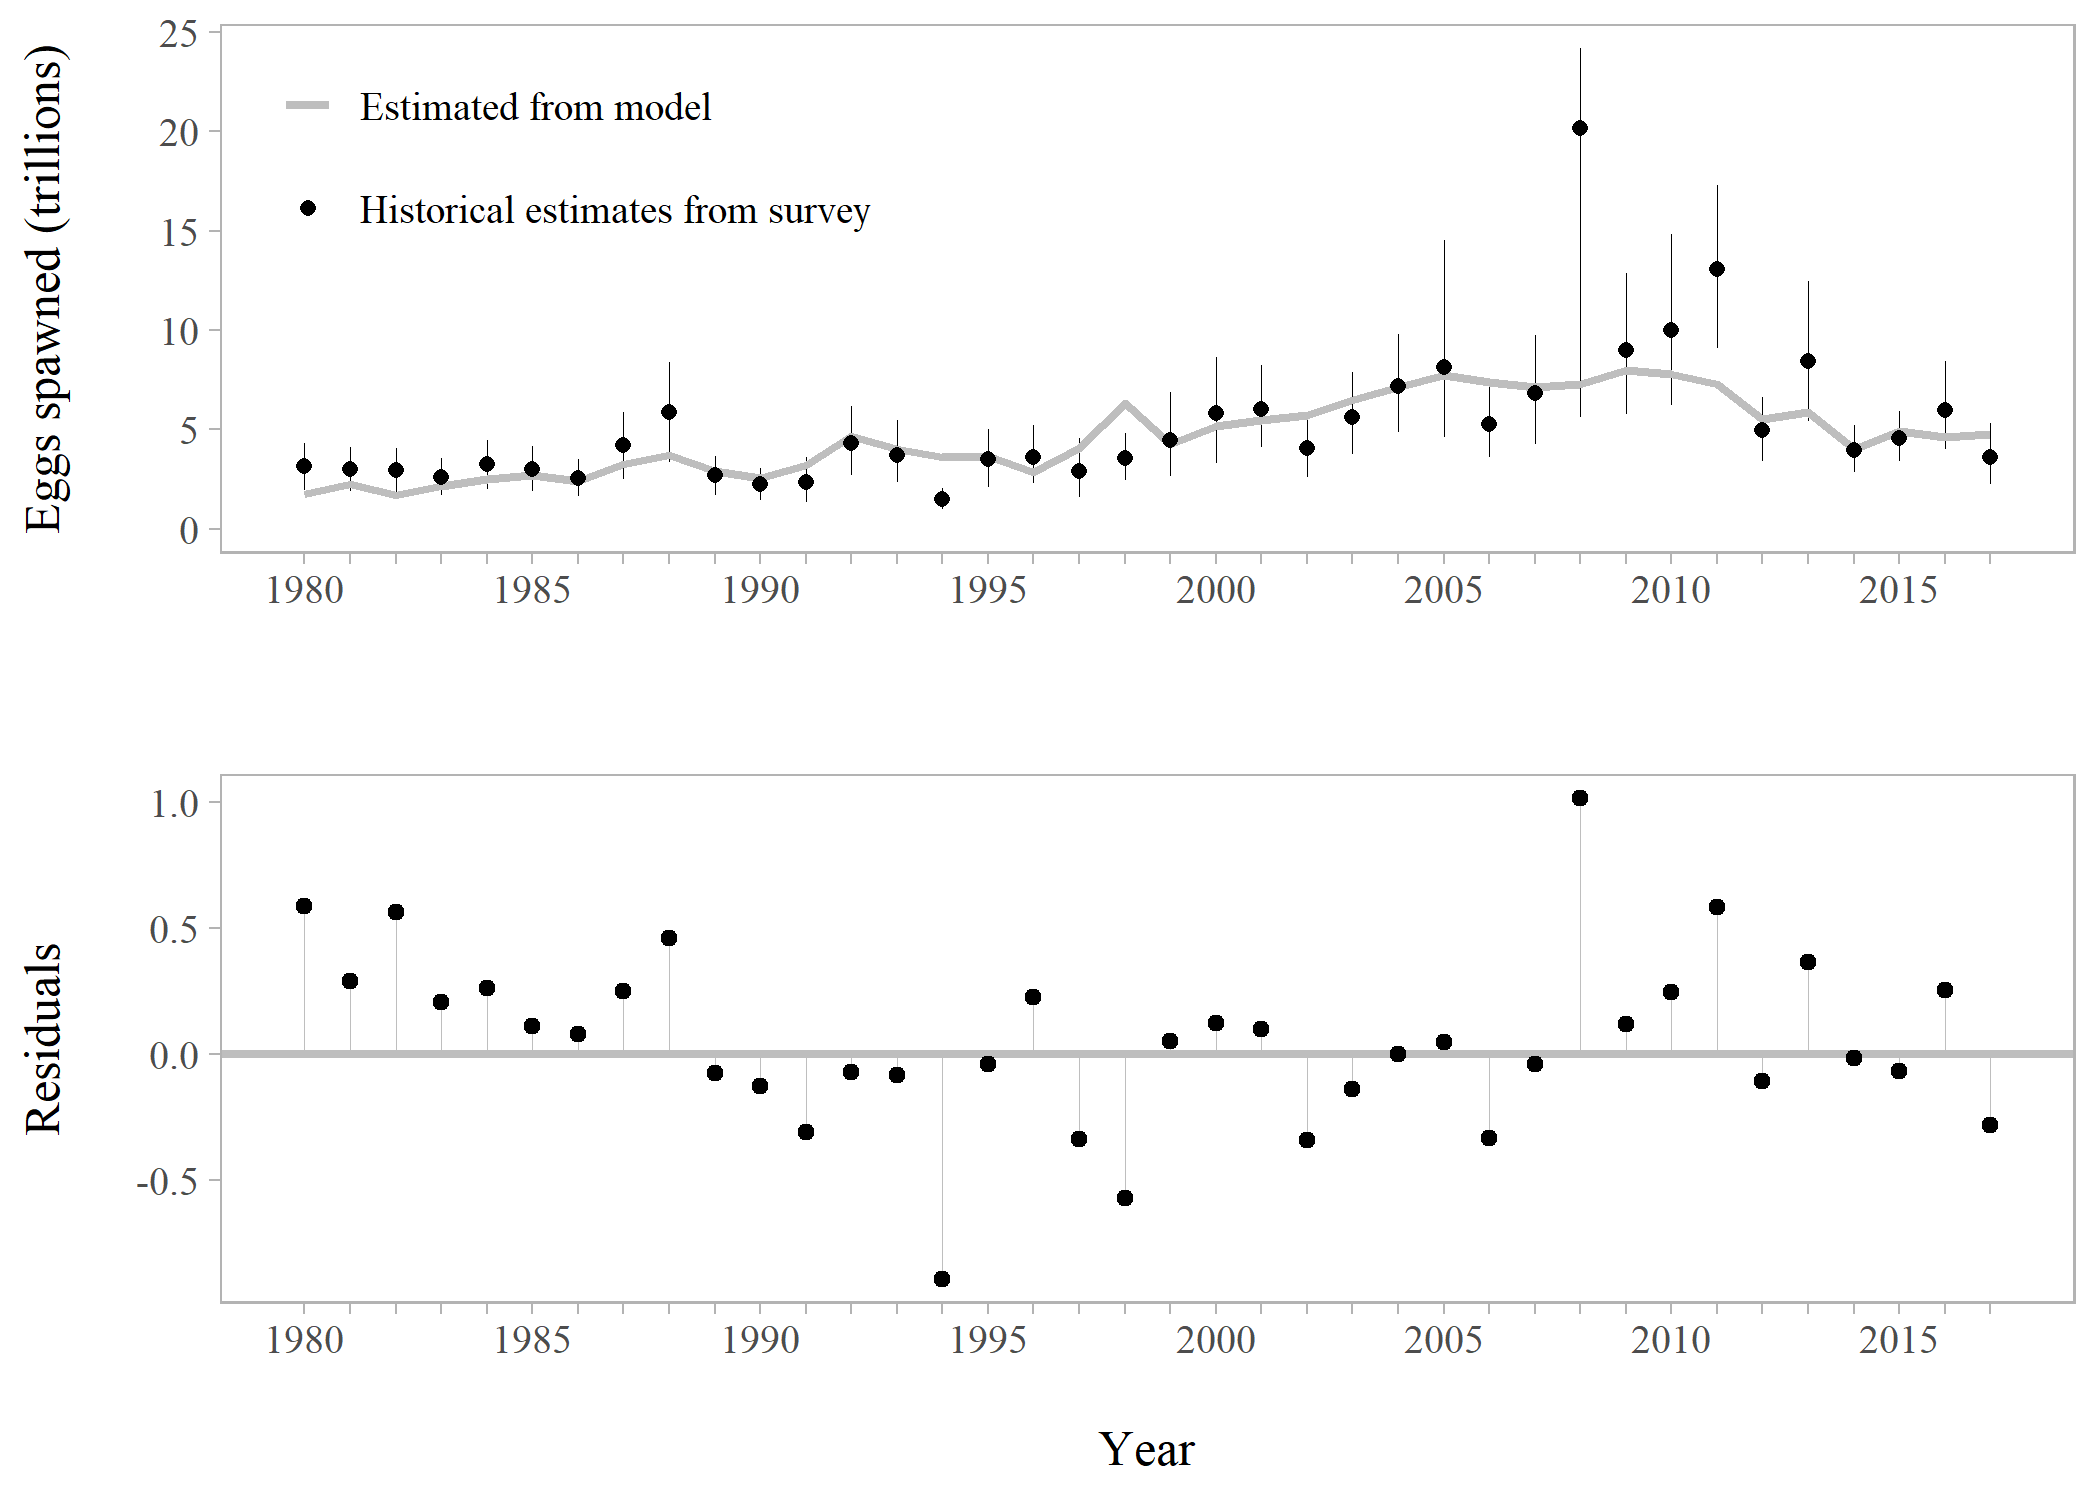 Eggs spawned (trillions)
25
20
15
10
5
0
Estimated from model
Historical estimates from survey
1980 1985 1990 1995 2000 2005 2010 2015
Residuals
1.0
0.5
0.0
-0.5
1980 1985 1990 1995 2000 2005 2010 2015
Year